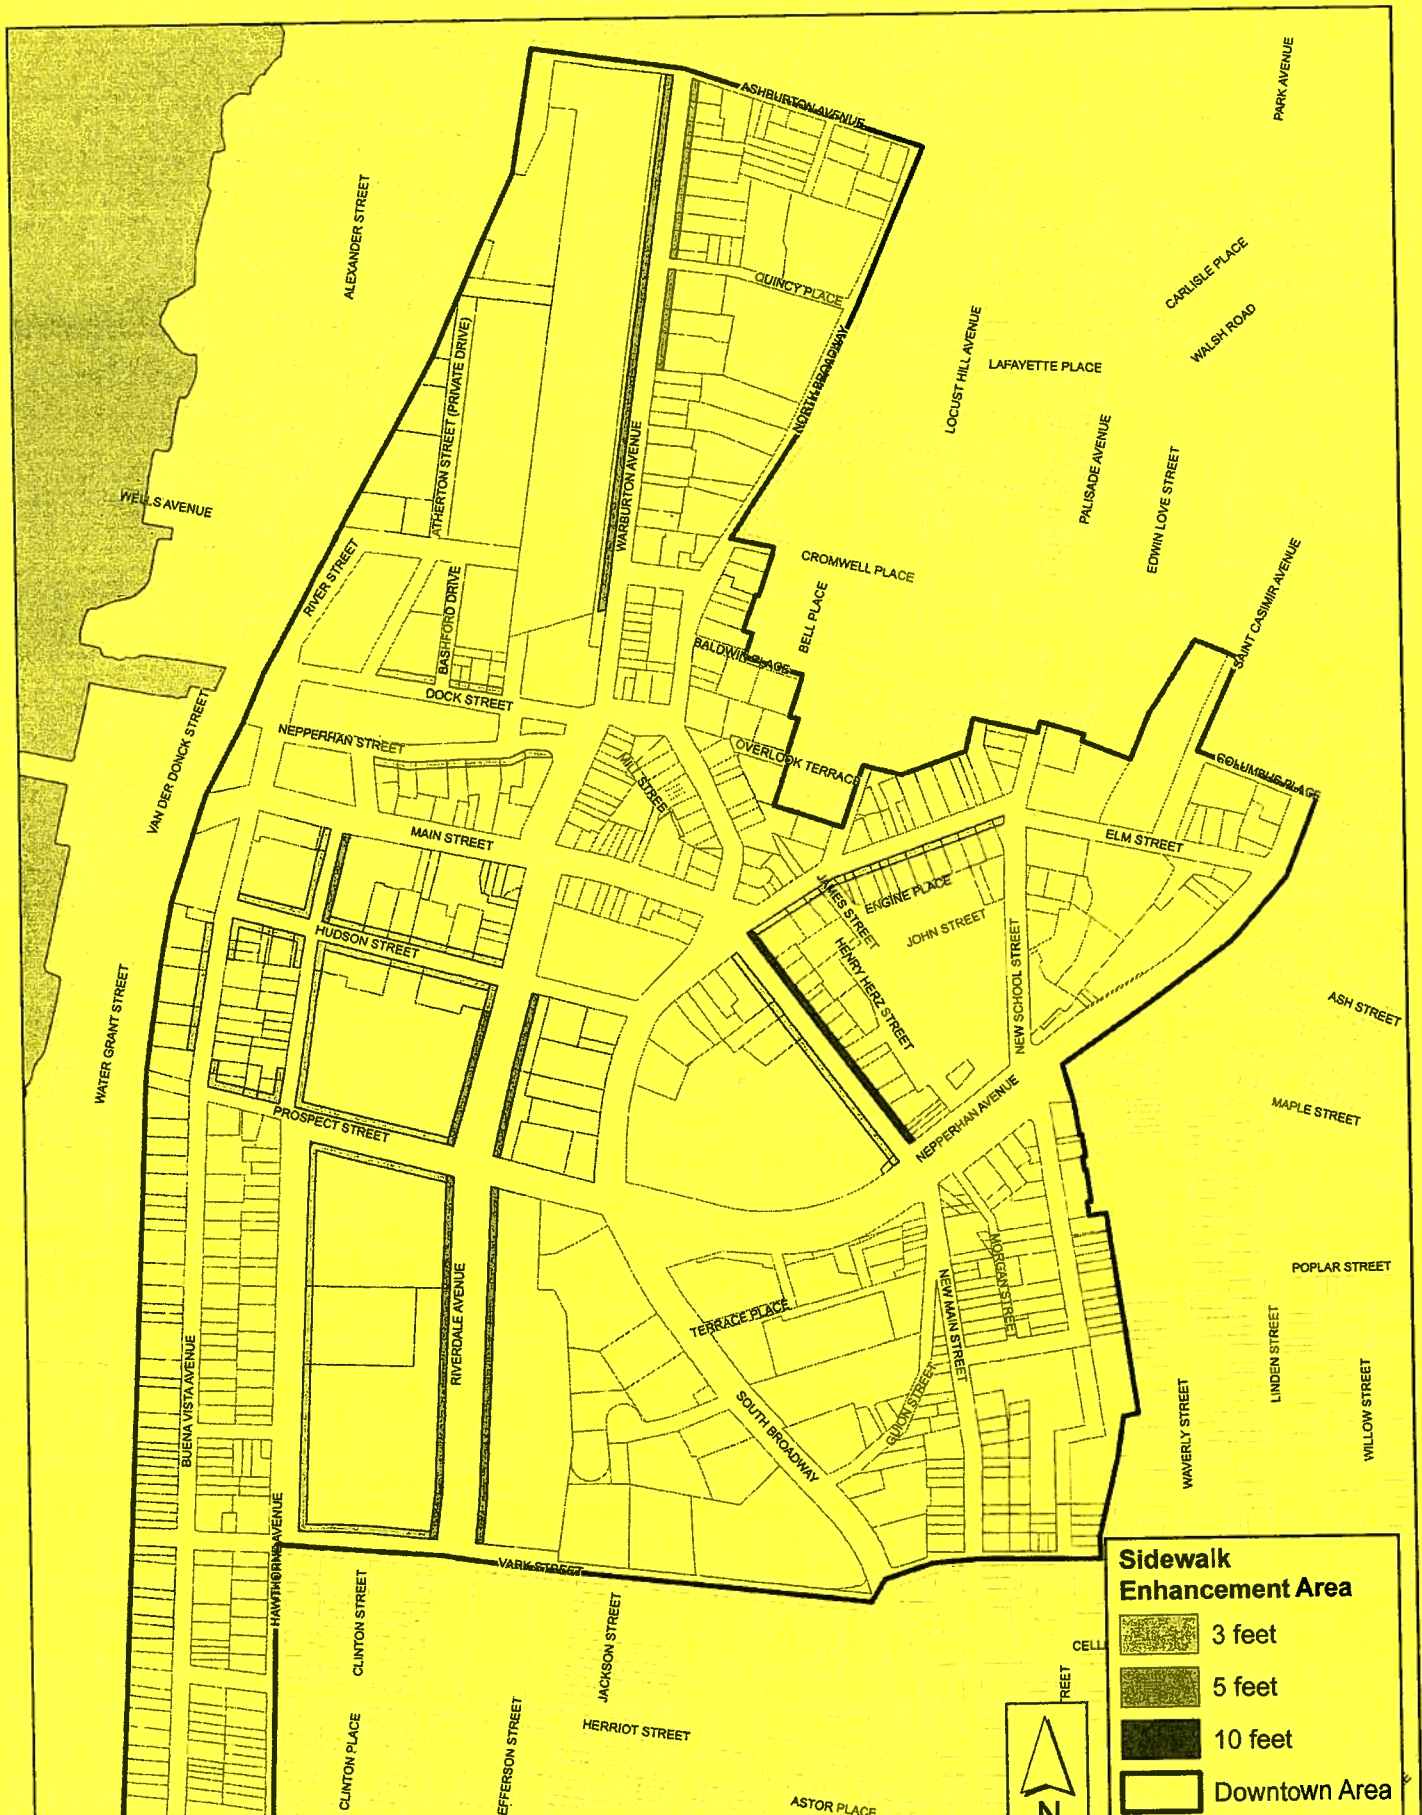 PARK AVENUE
ASHBURTON AVENUE
ALEXANDER STREET
CARLISLE PLACE
QUINCY PLACE
WALSH ROAD
LOCUST HILL AVENUE
LAFAYETTE PLACE
NORTH BROADWAY
ATHERTON STREET (PRIVATE DRIVE)
WARBURTON AVENUE
PALISADE AVENUE
EDWIN LOVE STREET
WELLS AVENUE
RIVER STREET
CROMWELL PLACE
BELL PLACE
SAINT CASIMIR AVENUE
BASHFORD DRIVE
BALDWIN PLACE
DOCK STREET
VAN DER DONCK STREET
NEPPERHAN STREET
MILL STREET
OVERLOOK TERRACE
COLUMBUS PLACE
MAIN STREET
ELM STREET
JAMES STREET
ENGINE PLACE
JOHN STREET
HUDSON STREET
HENRY HERZ STREET
NEW SCHOOL STREET
ASH STREET
WATER GRANT STREET
PROSPECT STREET
NEPPERHAN AVENUE
MAPLE STREET
MORGAN STREET
POPLAR STREET
RIVERDALE AVENUE
TERRACE PLACE
NEW MAIN STREET
LINDEN STREET
BUENA VISTA AVENUE
GUION STREET
SOUTH BROADWAY
WAVERLY STREET
WILLOW STREET
HAWTHORNE AVENUE
VARK STREET
CLINTON STREET
JACKSON STREET
HERRIOT STREET
CLINTON PLACE
EFFERSON STREET
ASTOR PLACE
CELLI
REET
N
Sidewalk
Enhancement Area
3 feet
5 feet
10 feet
Downtown Area